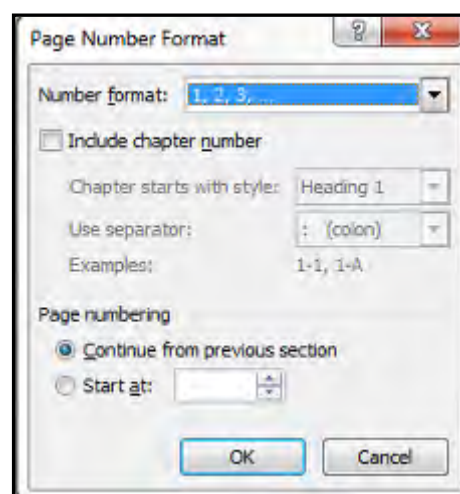 Page Number Format
Number format: 1, 2, 3, ...
Include chapter number
Chapter starts with style: Heading 1
Use separator: : (colon)
Examples: 1-1, 1-A
Page numbering
Continue from previous section
Start at:
OK Cancel